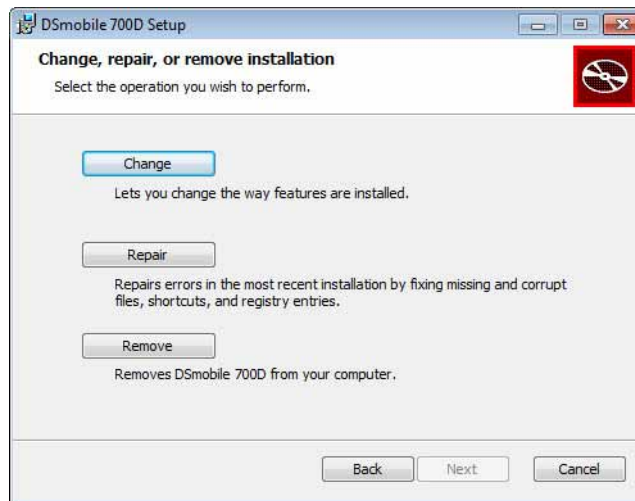 DSmobile 700D Setup
Change, repair, or remove installation
Select the operation you wish to perform.
Change
Lets you change the way features are installed.
Repair
Repairs errors in the most recent installation by fixing missing and corrupt
files, shortcuts, and registry entries.
Remove
Removes DSmobile 700D from your computer.
Back Next Cancel